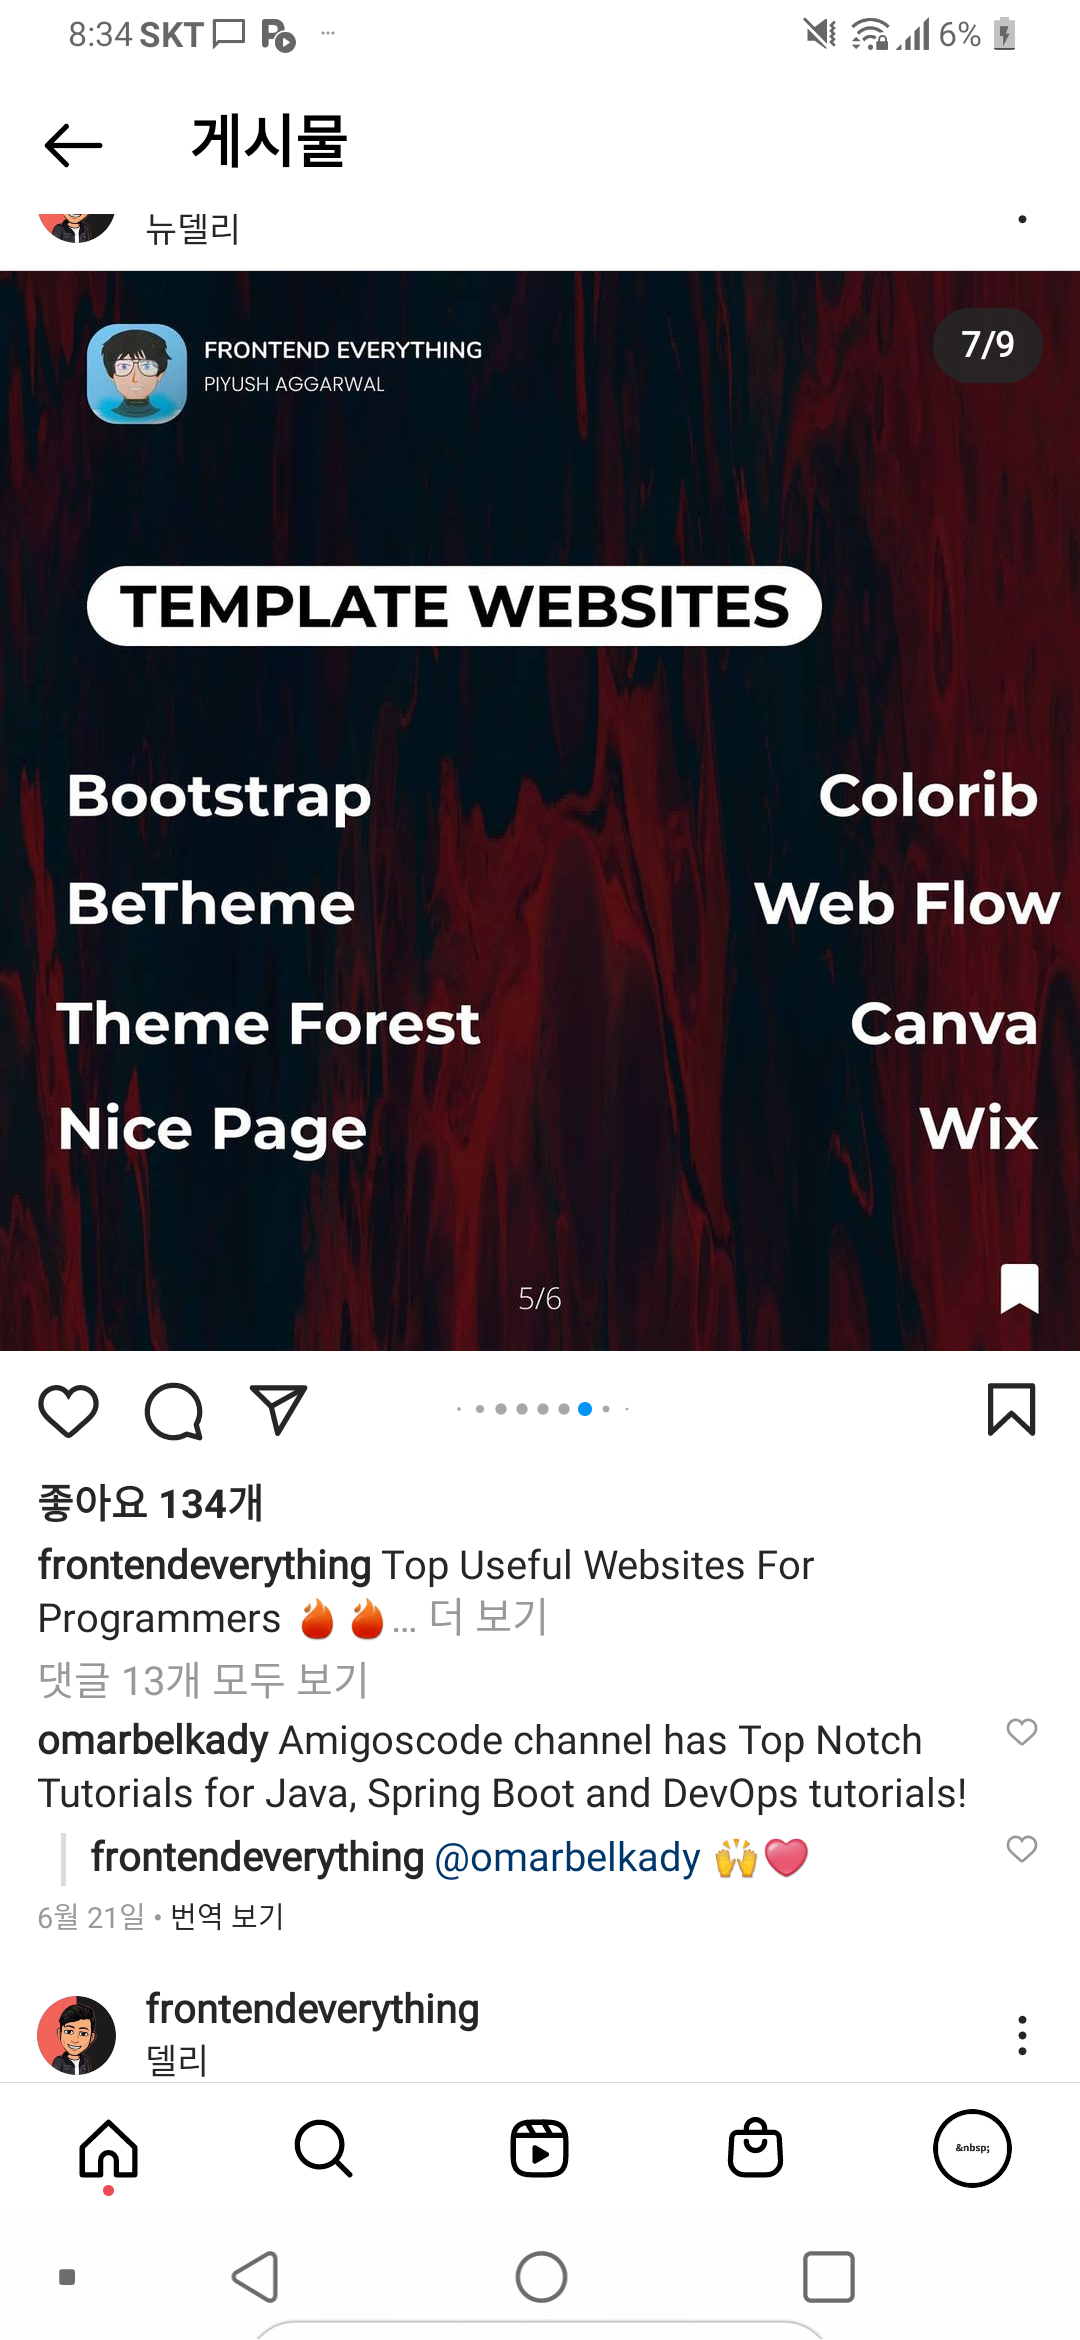 8:34 SKT
6%
게시물
뉴델리
FRONTEND EVERYTHING
PIYUSH AGGARWAL
7/9
TEMPLATE WEBSITES
Bootstrap
Colorib
BeTheme
Web Flow
Theme Forest
Canva
Nice Page
Wix
5/6
좋아요 134개
frontendeverything Top Useful Websites For
Programmers 🔥🔥... 더 보기
댓글 13개 모두 보기
omarbelkady Amigoscode channel has Top Notch
Tutorials for Java, Spring Boot and DevOps tutorials!
frontendeverything @omarbelkady 🙌❤️
6월 21일 • 번역 보기
frontendeverything
델리
&nbsp;